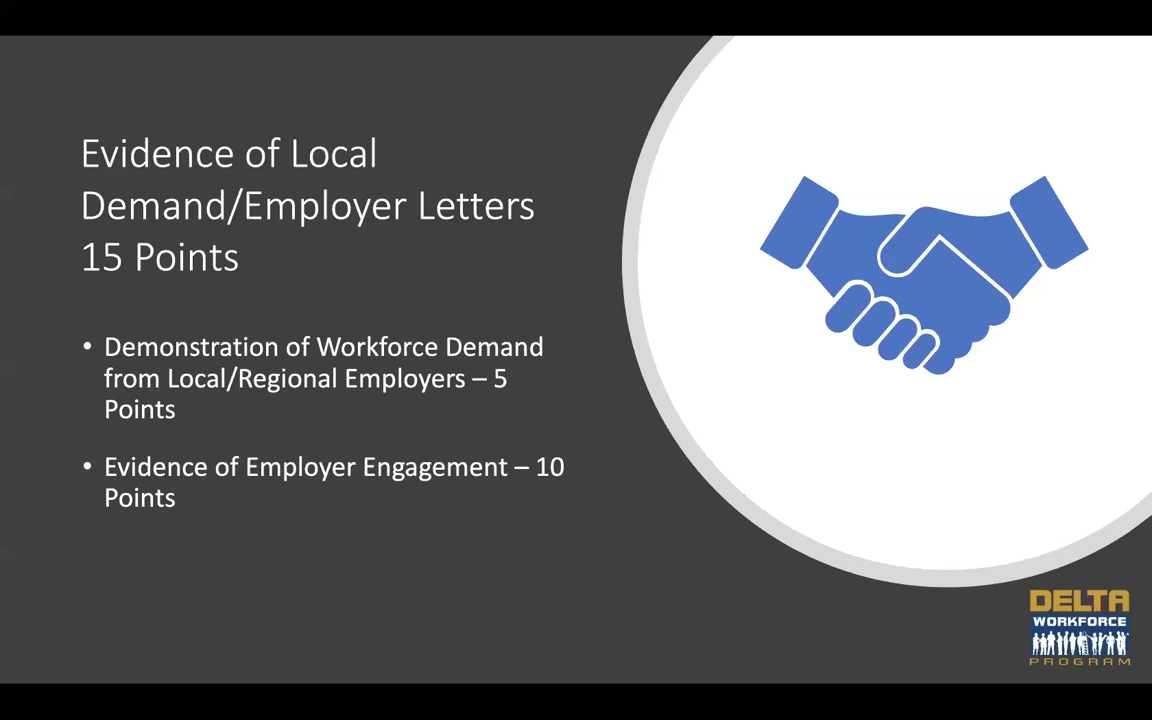 Evidence of Local
Demand/Employer Letters
15 Points
• Demonstration of Workforce Demand
from Local/Regional Employers – 5
Points
• Evidence of Employer Engagement – 10
Points
DELTA
WORKFORCE
PROGRAM